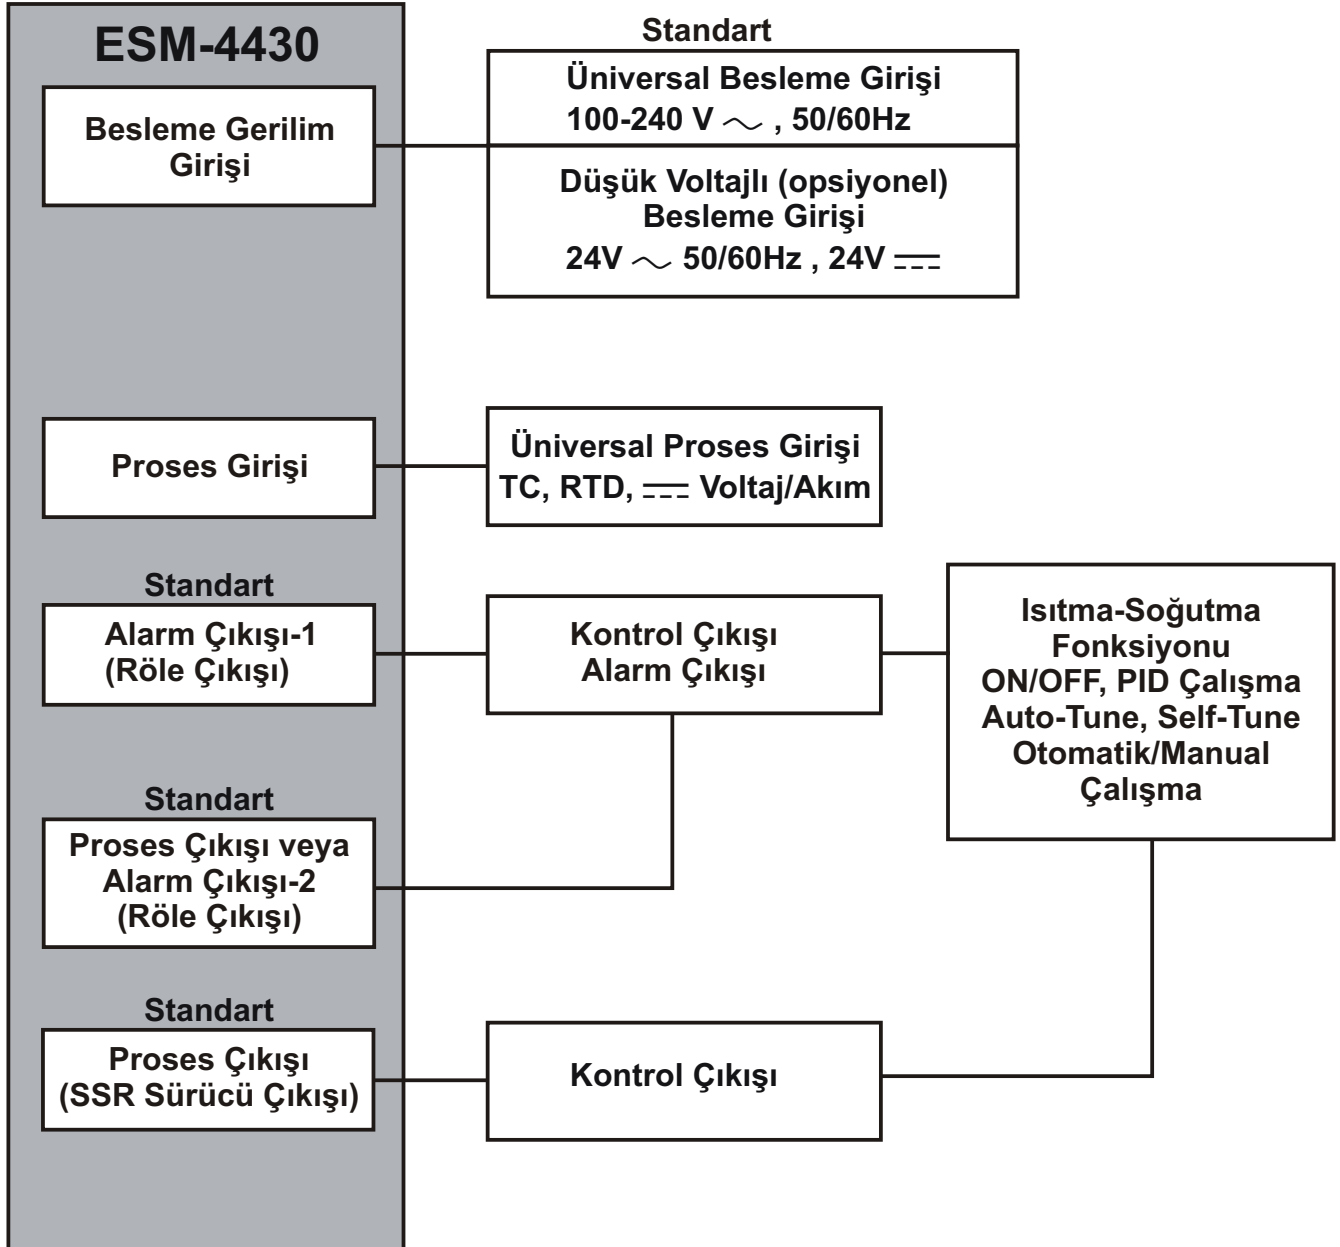 ESM-4430
Besleme Gerilim
Girişi
Standart
Üniversal Besleme Girişi
100-240 V ~ , 50/60Hz
Düşük Voltajlı (opsiyonel)
Besleme Girişi
24V ~ 50/60Hz , 24V ⎓
Proses Girişi
Üniversal Proses Girişi
TC, RTD, ⎓ Voltaj/Akım
Standart
Alarm Çıkışı-1
(Röle Çıkışı)
Kontrol Çıkışı
Alarm Çıkışı
Isıtma-Soğutma
Fonksiyonu
ON/OFF, PID Çalışma
Auto-Tune, Self-Tune
Otomatik/Manual
Çalışma
Standart
Proses Çıkışı veya
Alarm Çıkışı-2
(Röle Çıkışı)
Standart
Proses Çıkışı
(SSR Sürücü Çıkışı)
Kontrol Çıkışı